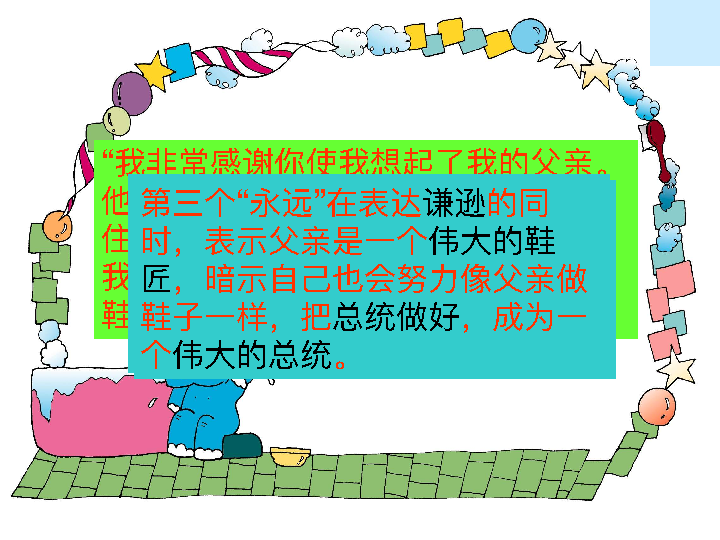 “我非常感谢你使我想起了我的父亲。
他
住
我
鞋
第三个“永远”在表达谦逊的同
时，表示父亲是一个伟大的鞋
匠，暗示自己也会努力像父亲做
鞋子一样，把总统做好，成为一
个伟大的总统。